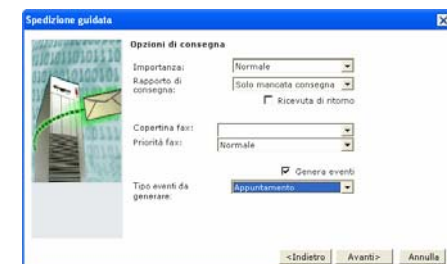 Spedizione guidata
Opzioni di consegna
Importanza: Normale
Rapporto di consegna: Solo mancata consegna
Ricevuta di ritorno
Copertina fax:
Priorità fax: Normale
Genera eventi
Tipo eventi da generare: Appuntamento
<Indietro Avanti> Annulla